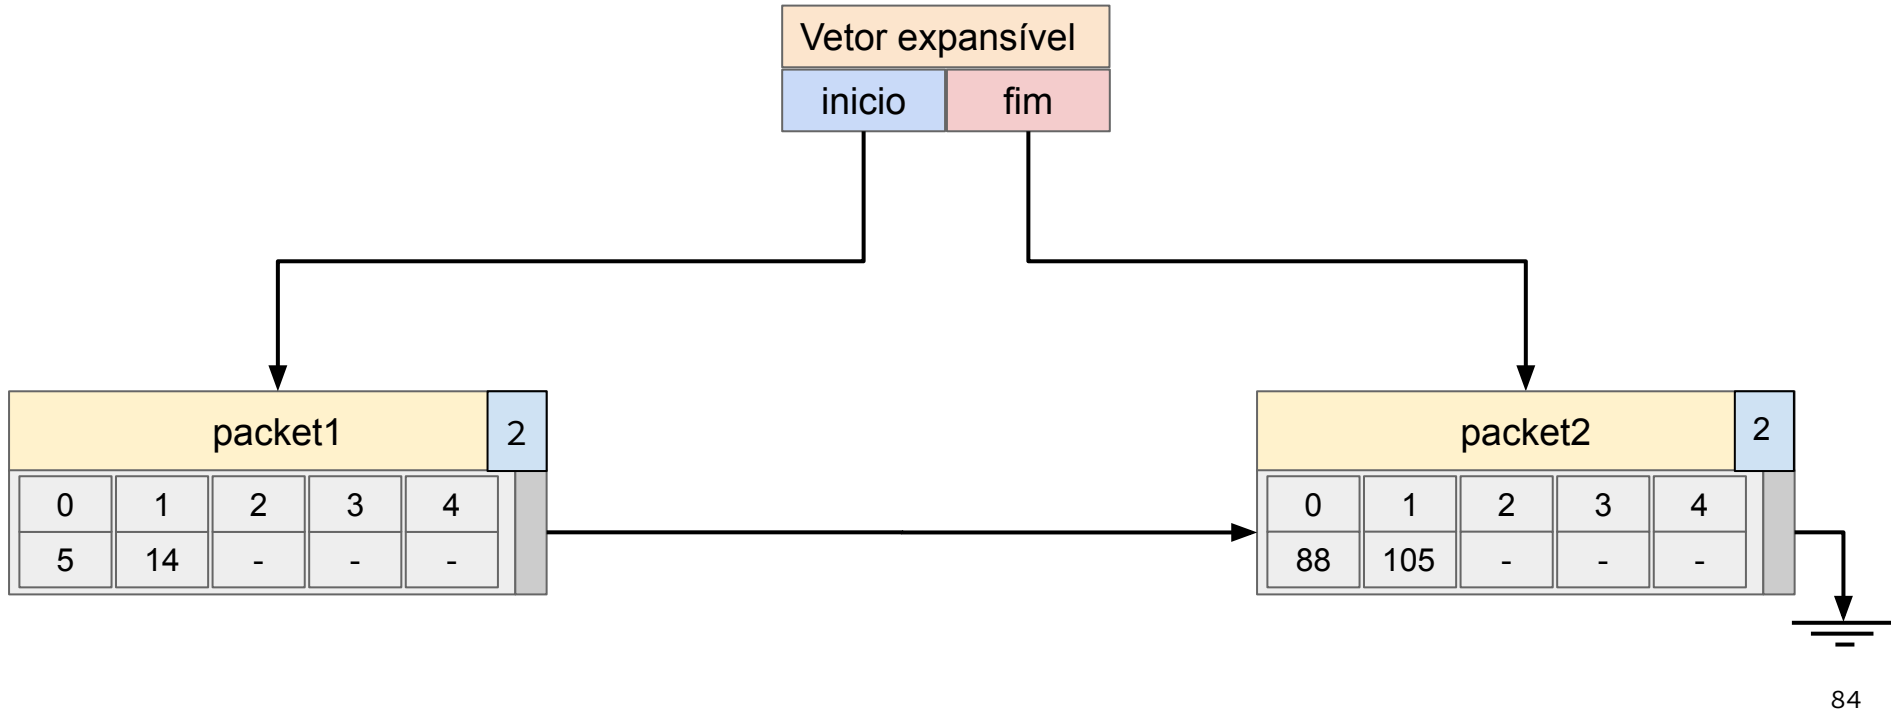 Vetor expansível
inicio fim
packet1 2
0 1 2 3 4
5 14 - - -
packet2 2
0 1 2 3 4
88 105 - - -
84